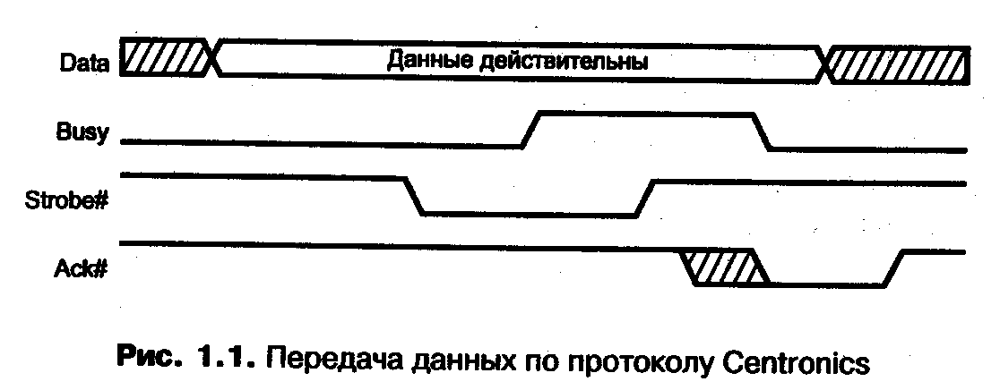 Data
Данные действительны
Busy
Strobe#
Ack#
Рис. 1.1. Передача данных по протоколу Centronics